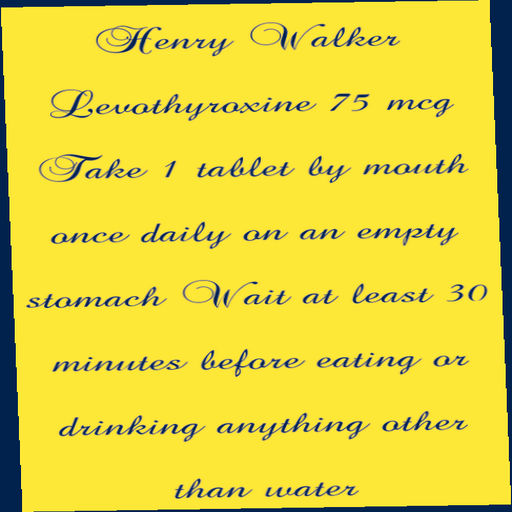 Henry Walker
Levothyroxine 75 mcg
Take 1 tablet by mouth
once daily on an empty
stomach Wait at least 30
minutes before eating or
drinking anything other
than water